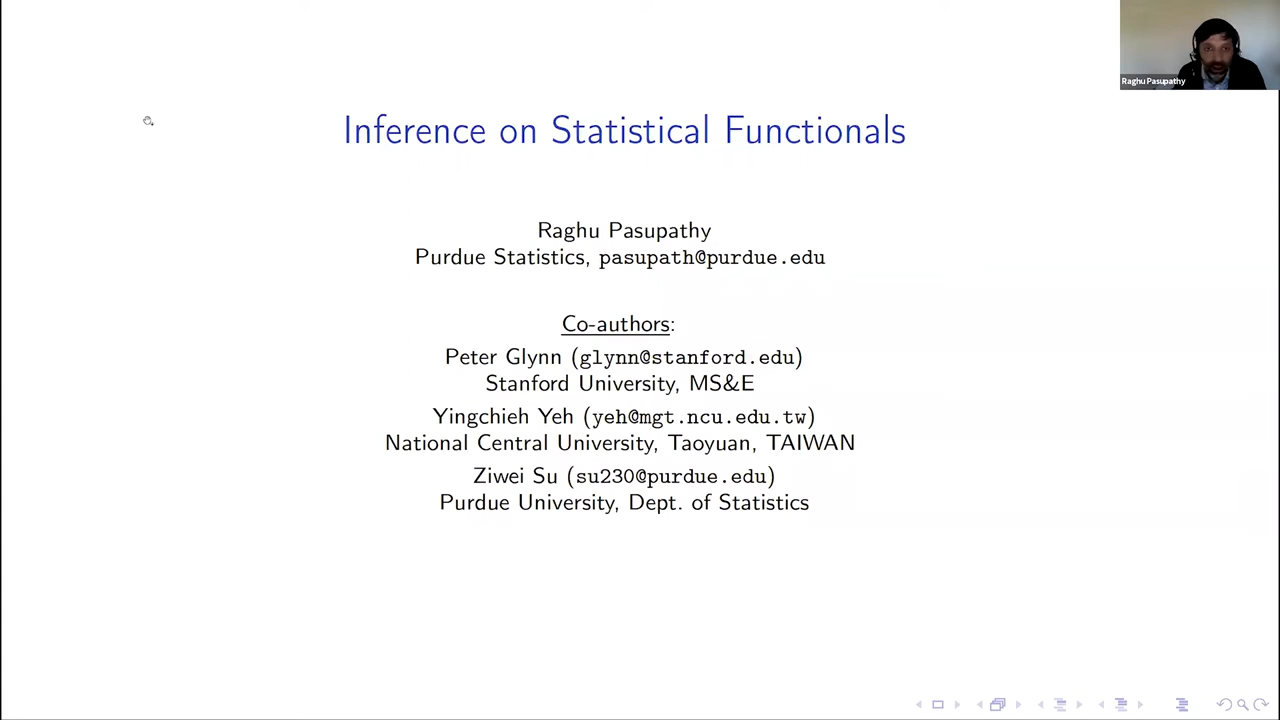 Raghu Pasupathy
Inference on Statistical Functionals
Raghu Pasupathy
Purdue Statistics, pasupath@purdue.edu
Co-authors:
Peter Glynn (glynn@stanford.edu)
Stanford University, MS&E
Yingchieh Yeh (yeh@mgt.ncu.edu.tw)
National Central University, Taoyuan, TAIWAN
Ziwei Su (su230@purdue.edu)
Purdue University, Dept. of Statistics